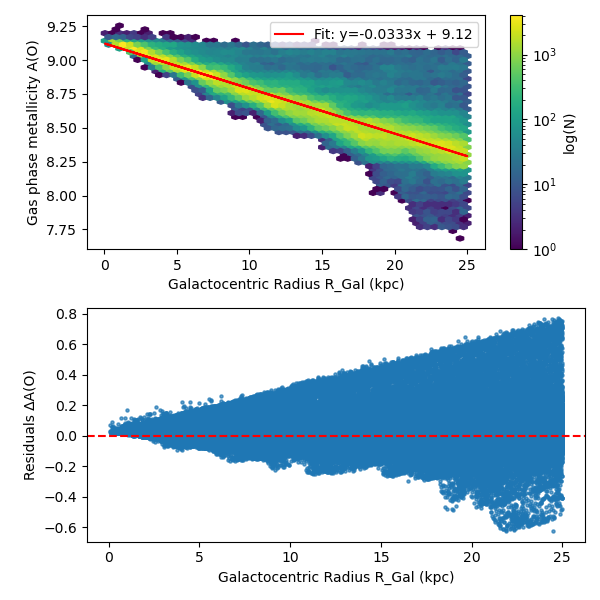 Gas phase metallicity A(O)
9.25
9.00
8.75
8.50
8.25
8.00
7.75
Fit: y=-0.0333x + 9.12
0 5 10 15 20 25
Galactocentric Radius R_Gal (kpc)
10³
10²
10¹
10⁰
log(N)
Residuals ΔA(O)
0.8
0.6
0.4
0.2
0.0
−0.2
−0.4
−0.6
0 5 10 15 20 25
Galactocentric Radius R_Gal (kpc)